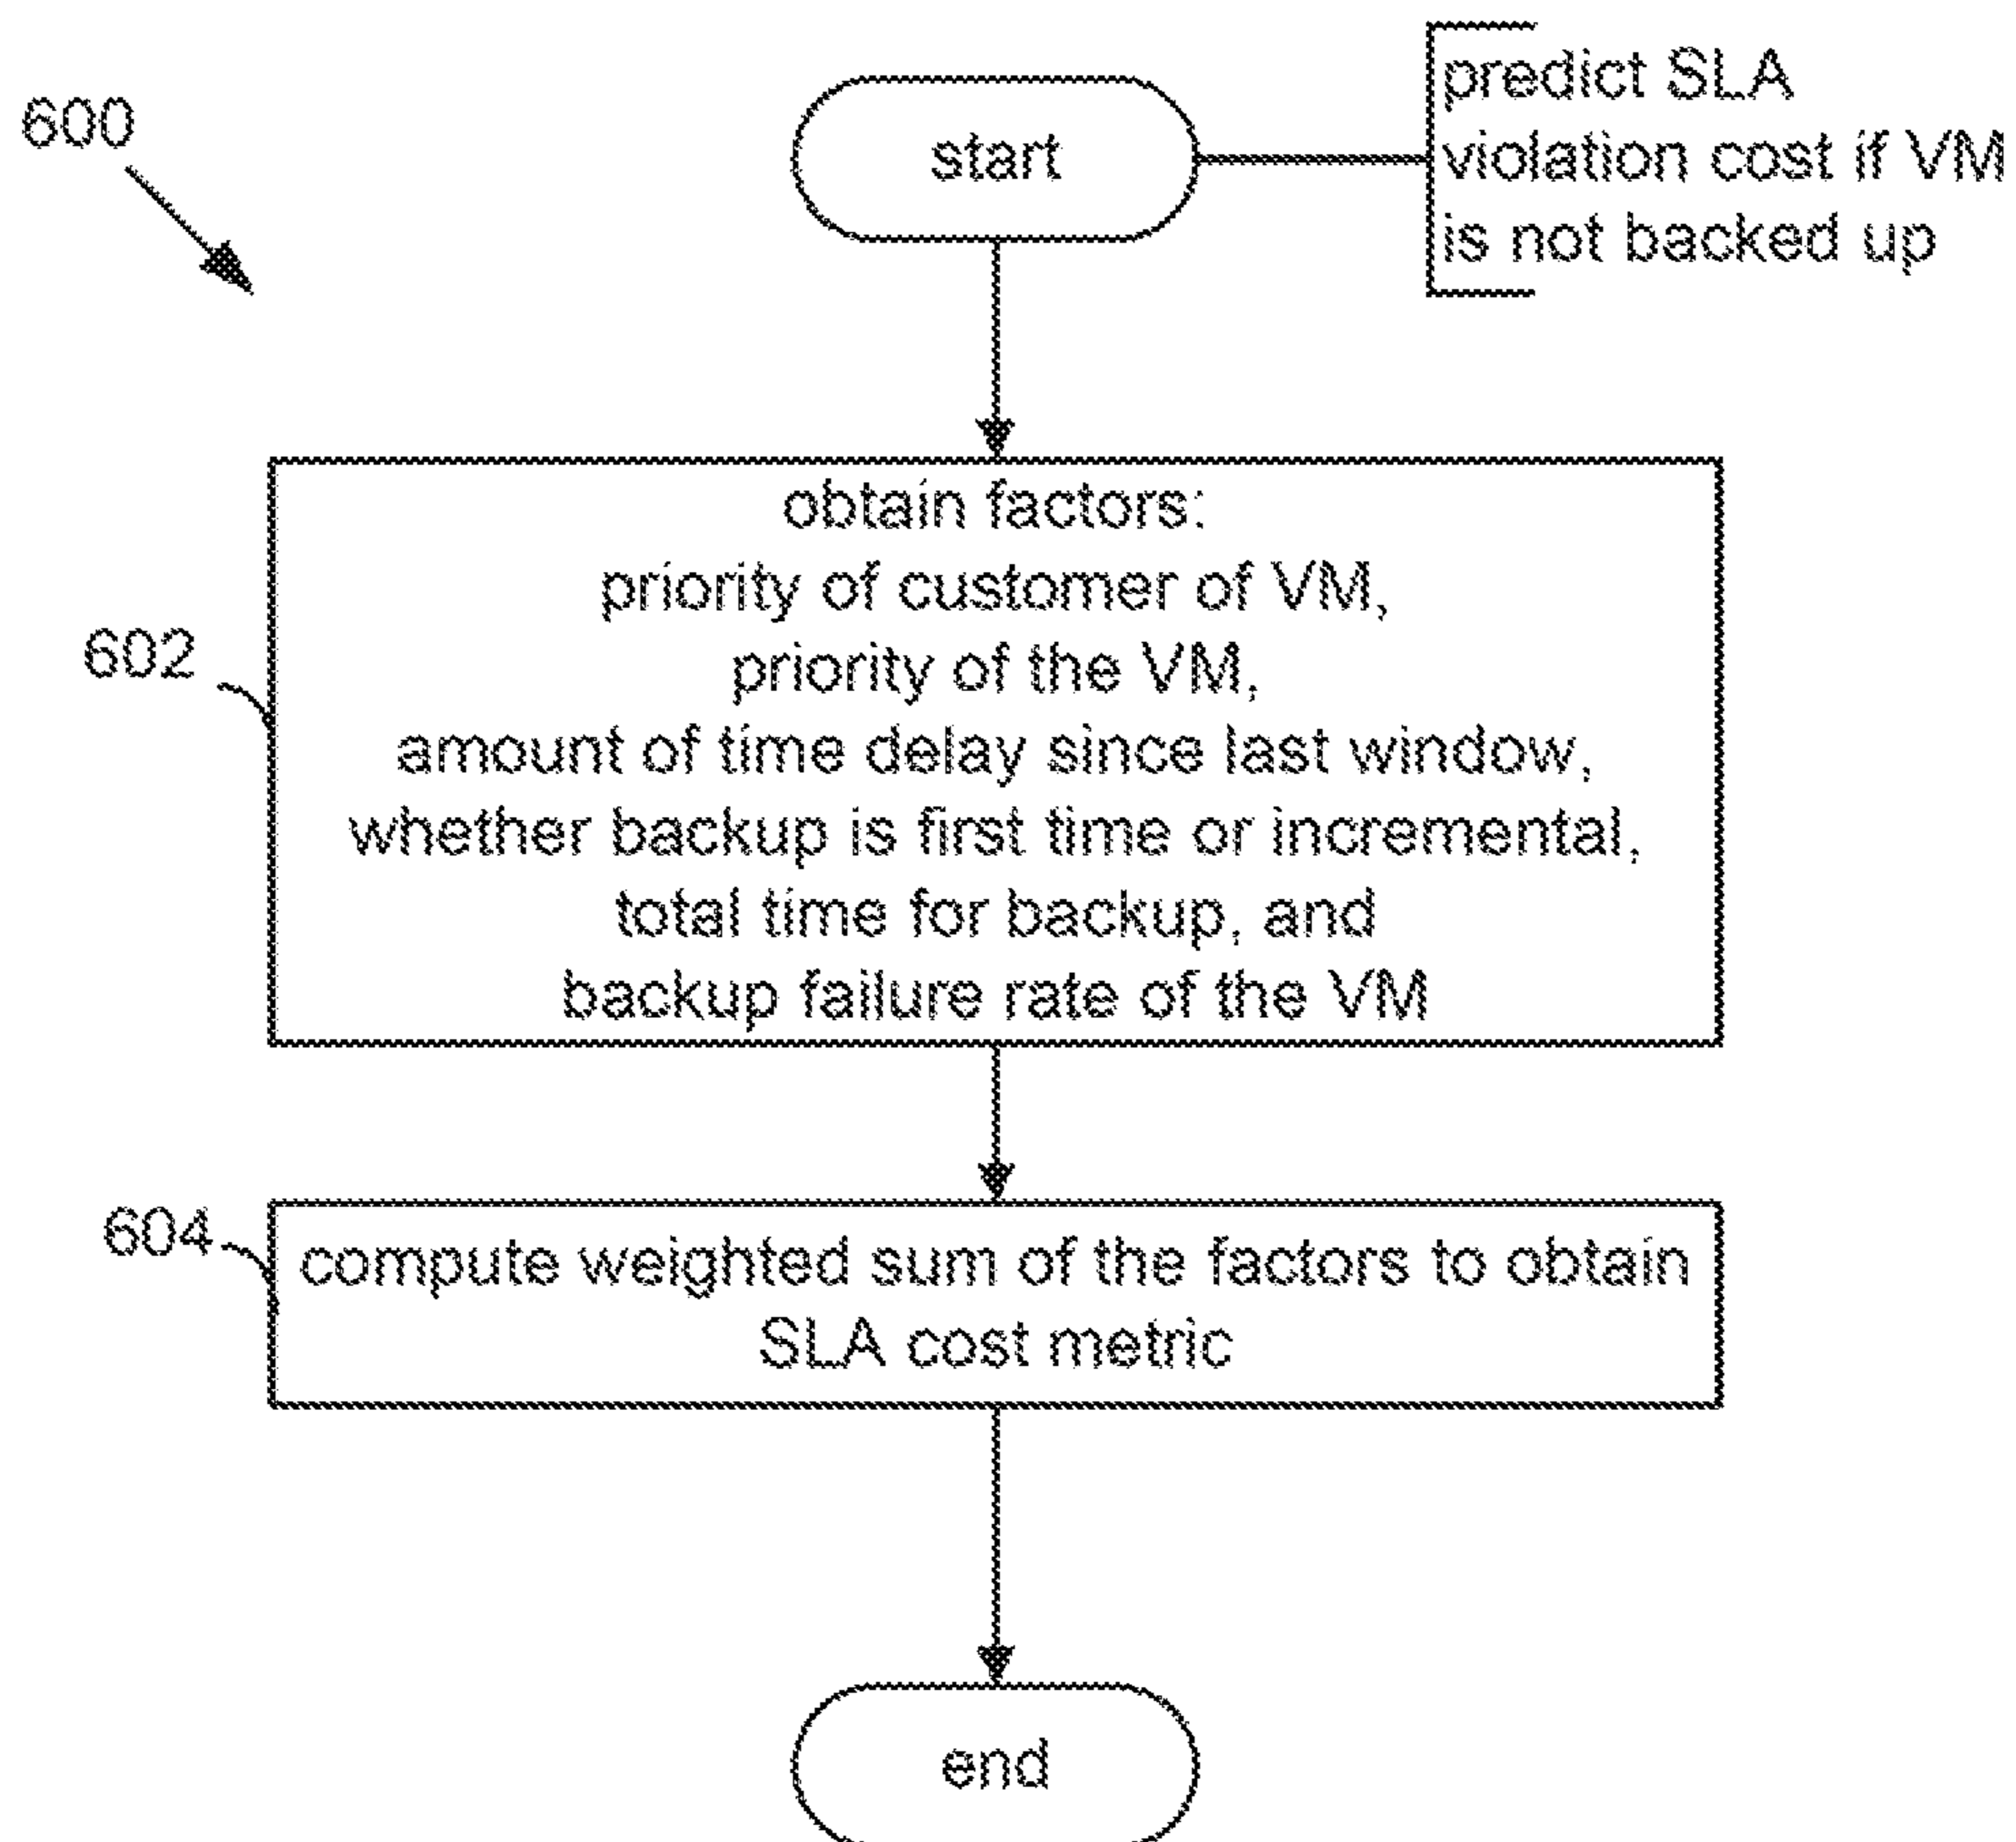 600
start
predict SLA
violation cost if VM
is not backed up
602
obtain factors:
priority of customer of VM,
priority of the VM,
amount of time delay since last window,
whether backup is first time or incremental,
total time for backup, and
backup failure rate of the VM
604
compute weighted sum of the factors to obtain
SLA cost metric
end